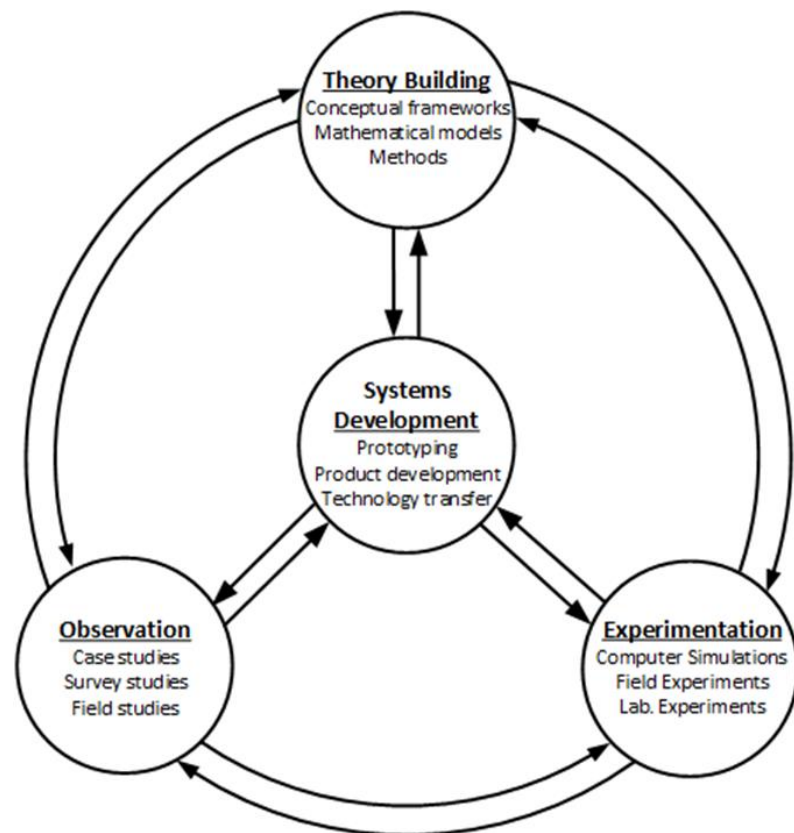 Theory Building
Conceptual frameworks
Mathematical models
Methods
Systems
Development
Prototyping
Product development
Technology transfer
Observation
Case studies
Survey studies
Field studies
Experimentation
Computer Simulations
Field Experiments
Lab. Experiments